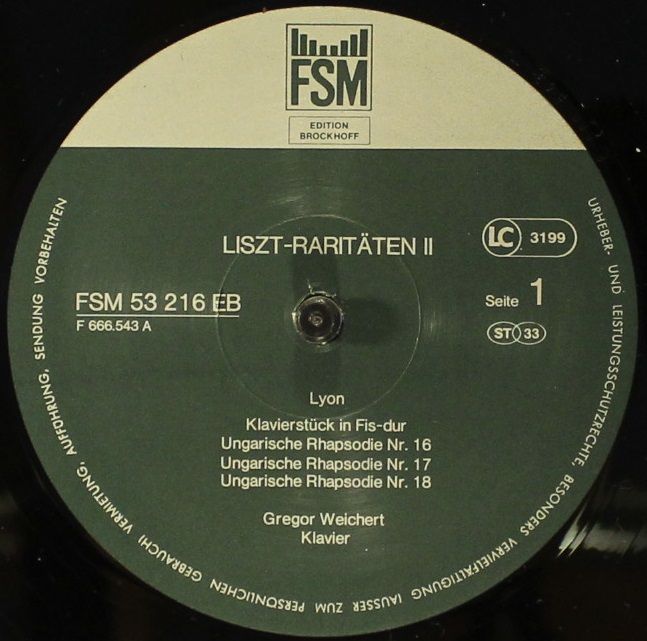 FSM
EDITION
BROCKHOFF
LISZT-RARITÄTEN II
LC 3199
FSM 53 216 EB
F 666.543 A
Seite 1
ST 33
Lyon
Klavierstück in Fis-dur
Ungarische Rhapsodie Nr. 16
Ungarische Rhapsodie Nr. 17
Ungarische Rhapsodie Nr. 18
Gregor Weichert
Klavier
URHEBER- UND LEISTUNGSSCHUTZRECHTE, BESONDERS VERVIELFÄLTIGUNG (AUSSER ZUM PERSÖNLICHEN GEBRAUCH) VERMIETUNG, AUFFÜHRUNG, SENDUNG VORBEHALTEN